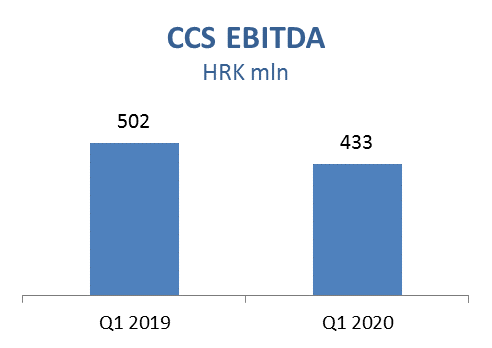 CCS EBITDA
HRK mln
502
433
Q1 2019
Q1 2020